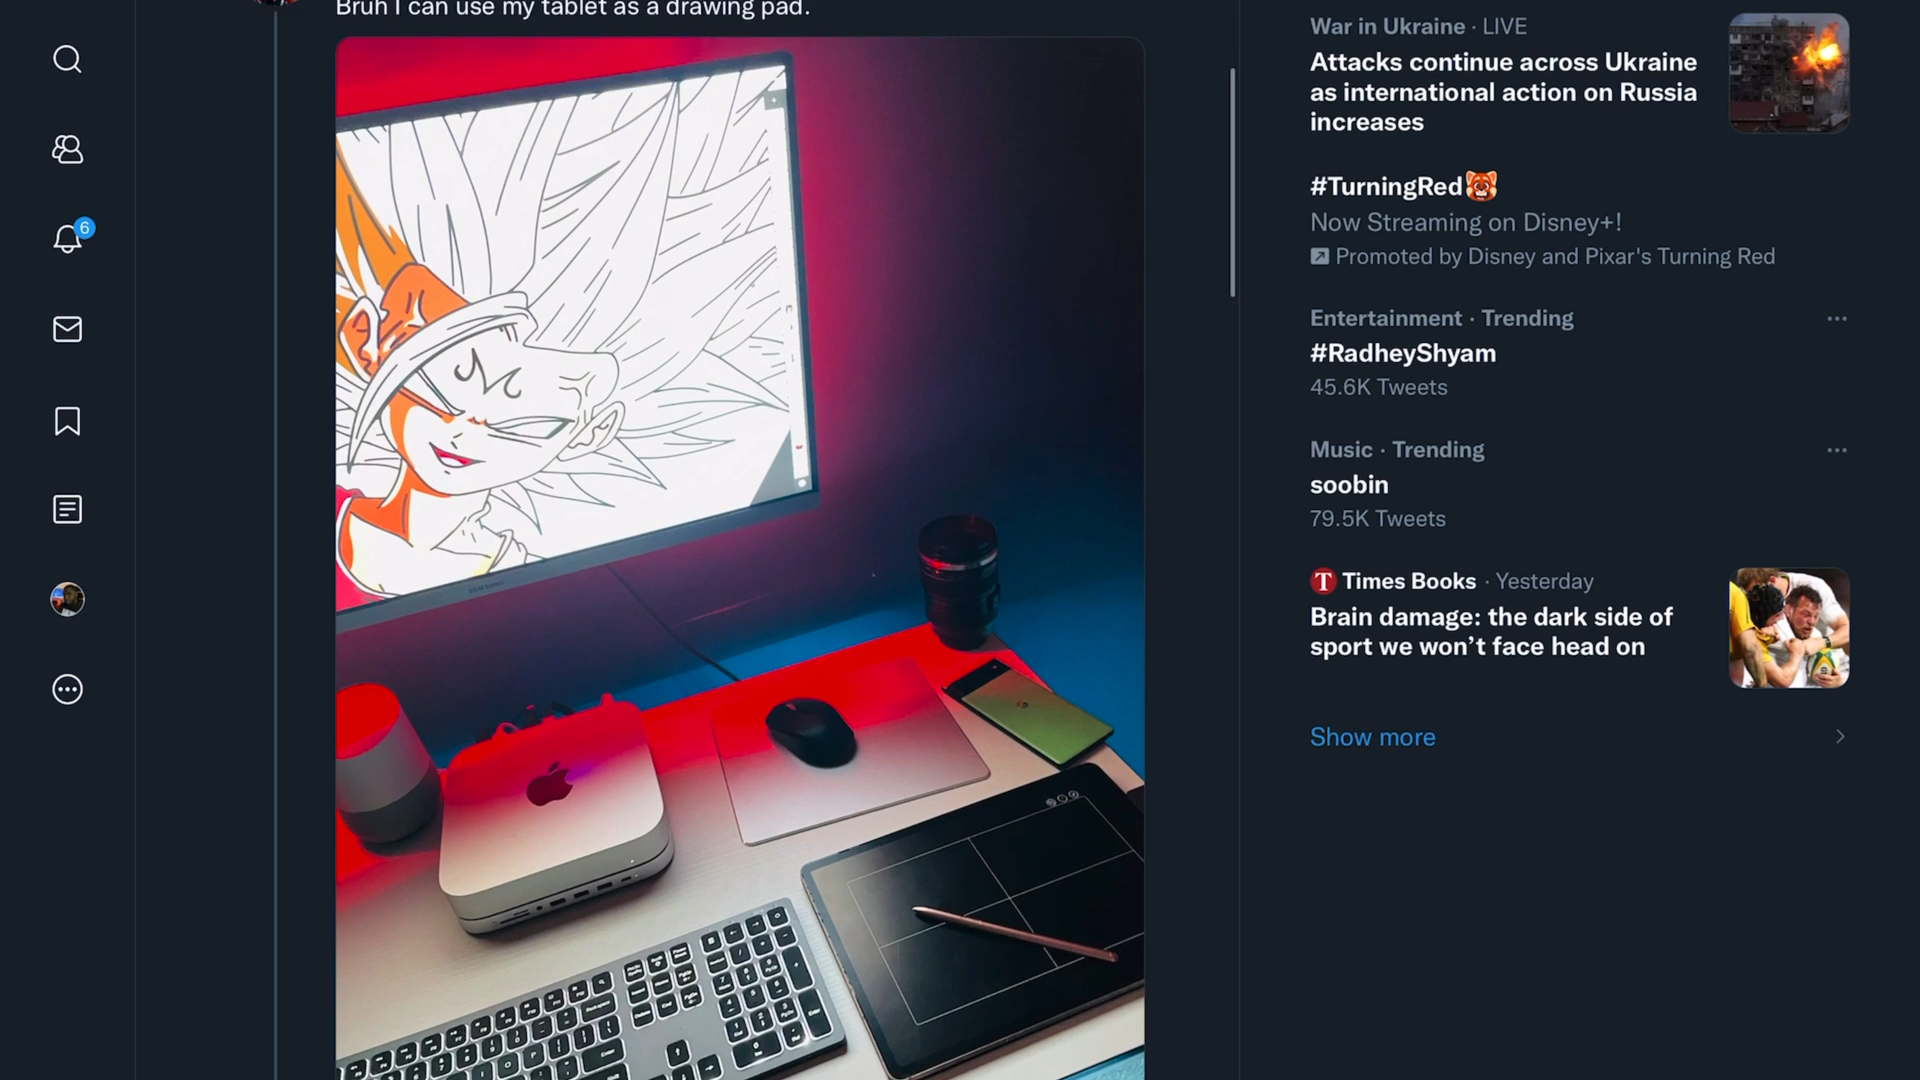 Bruh I can use my tablet as a drawing pad.
6
War in Ukraine · LIVE
Attacks continue across Ukraine
as international action on Russia
increases
#TurningRed
Now Streaming on Disney+!
Promoted by Disney and Pixar's Turning Red
Entertainment · Trending
#RadheyShyam
45.6K Tweets
Music · Trending
soobin
79.5K Tweets
T Times Books · Yesterday
Brain damage: the dark side of
sport we won’t face head on
Show more
SAMSUNG